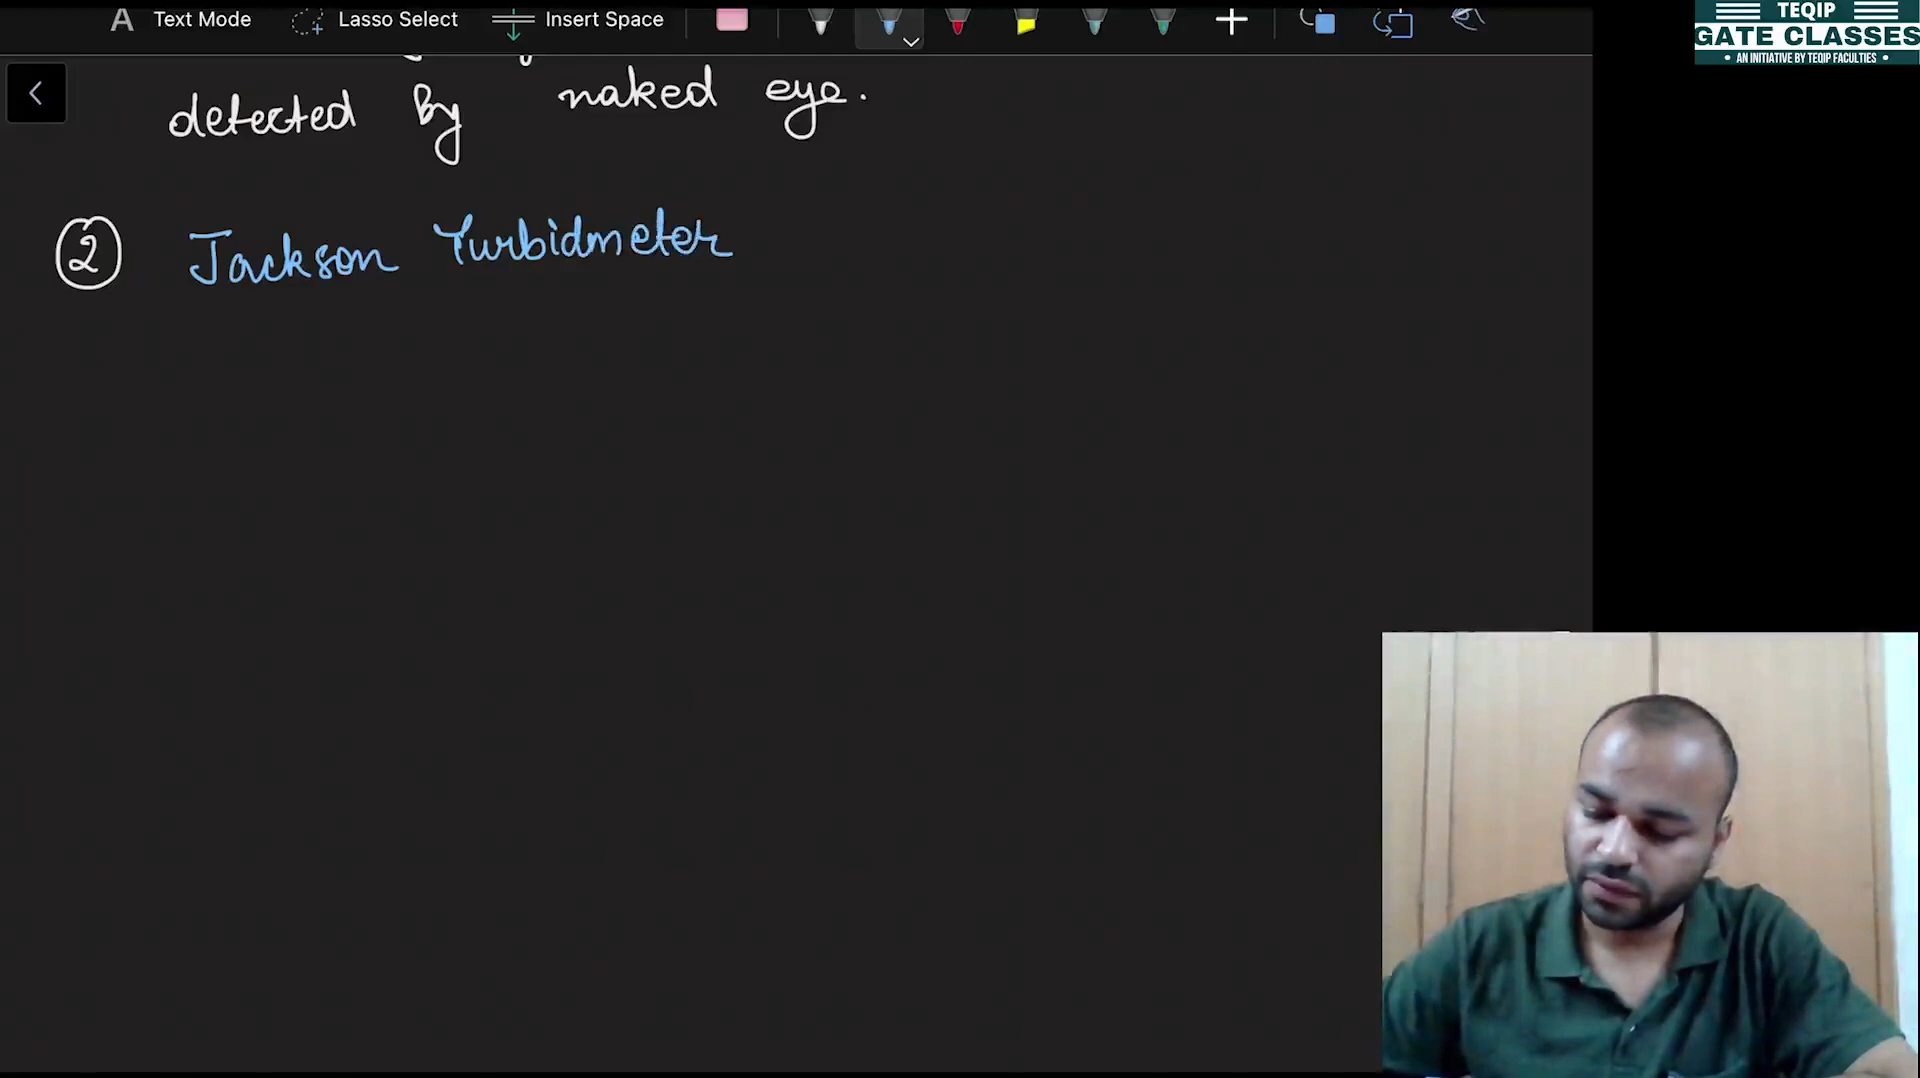 A Text Mode Lasso Select Insert Space
TEQIP
GATE CLASSES
• AN INITIATIVE BY TEQIP FACULTIES •
detected By naked eye.
② Jackson Turbidmeter